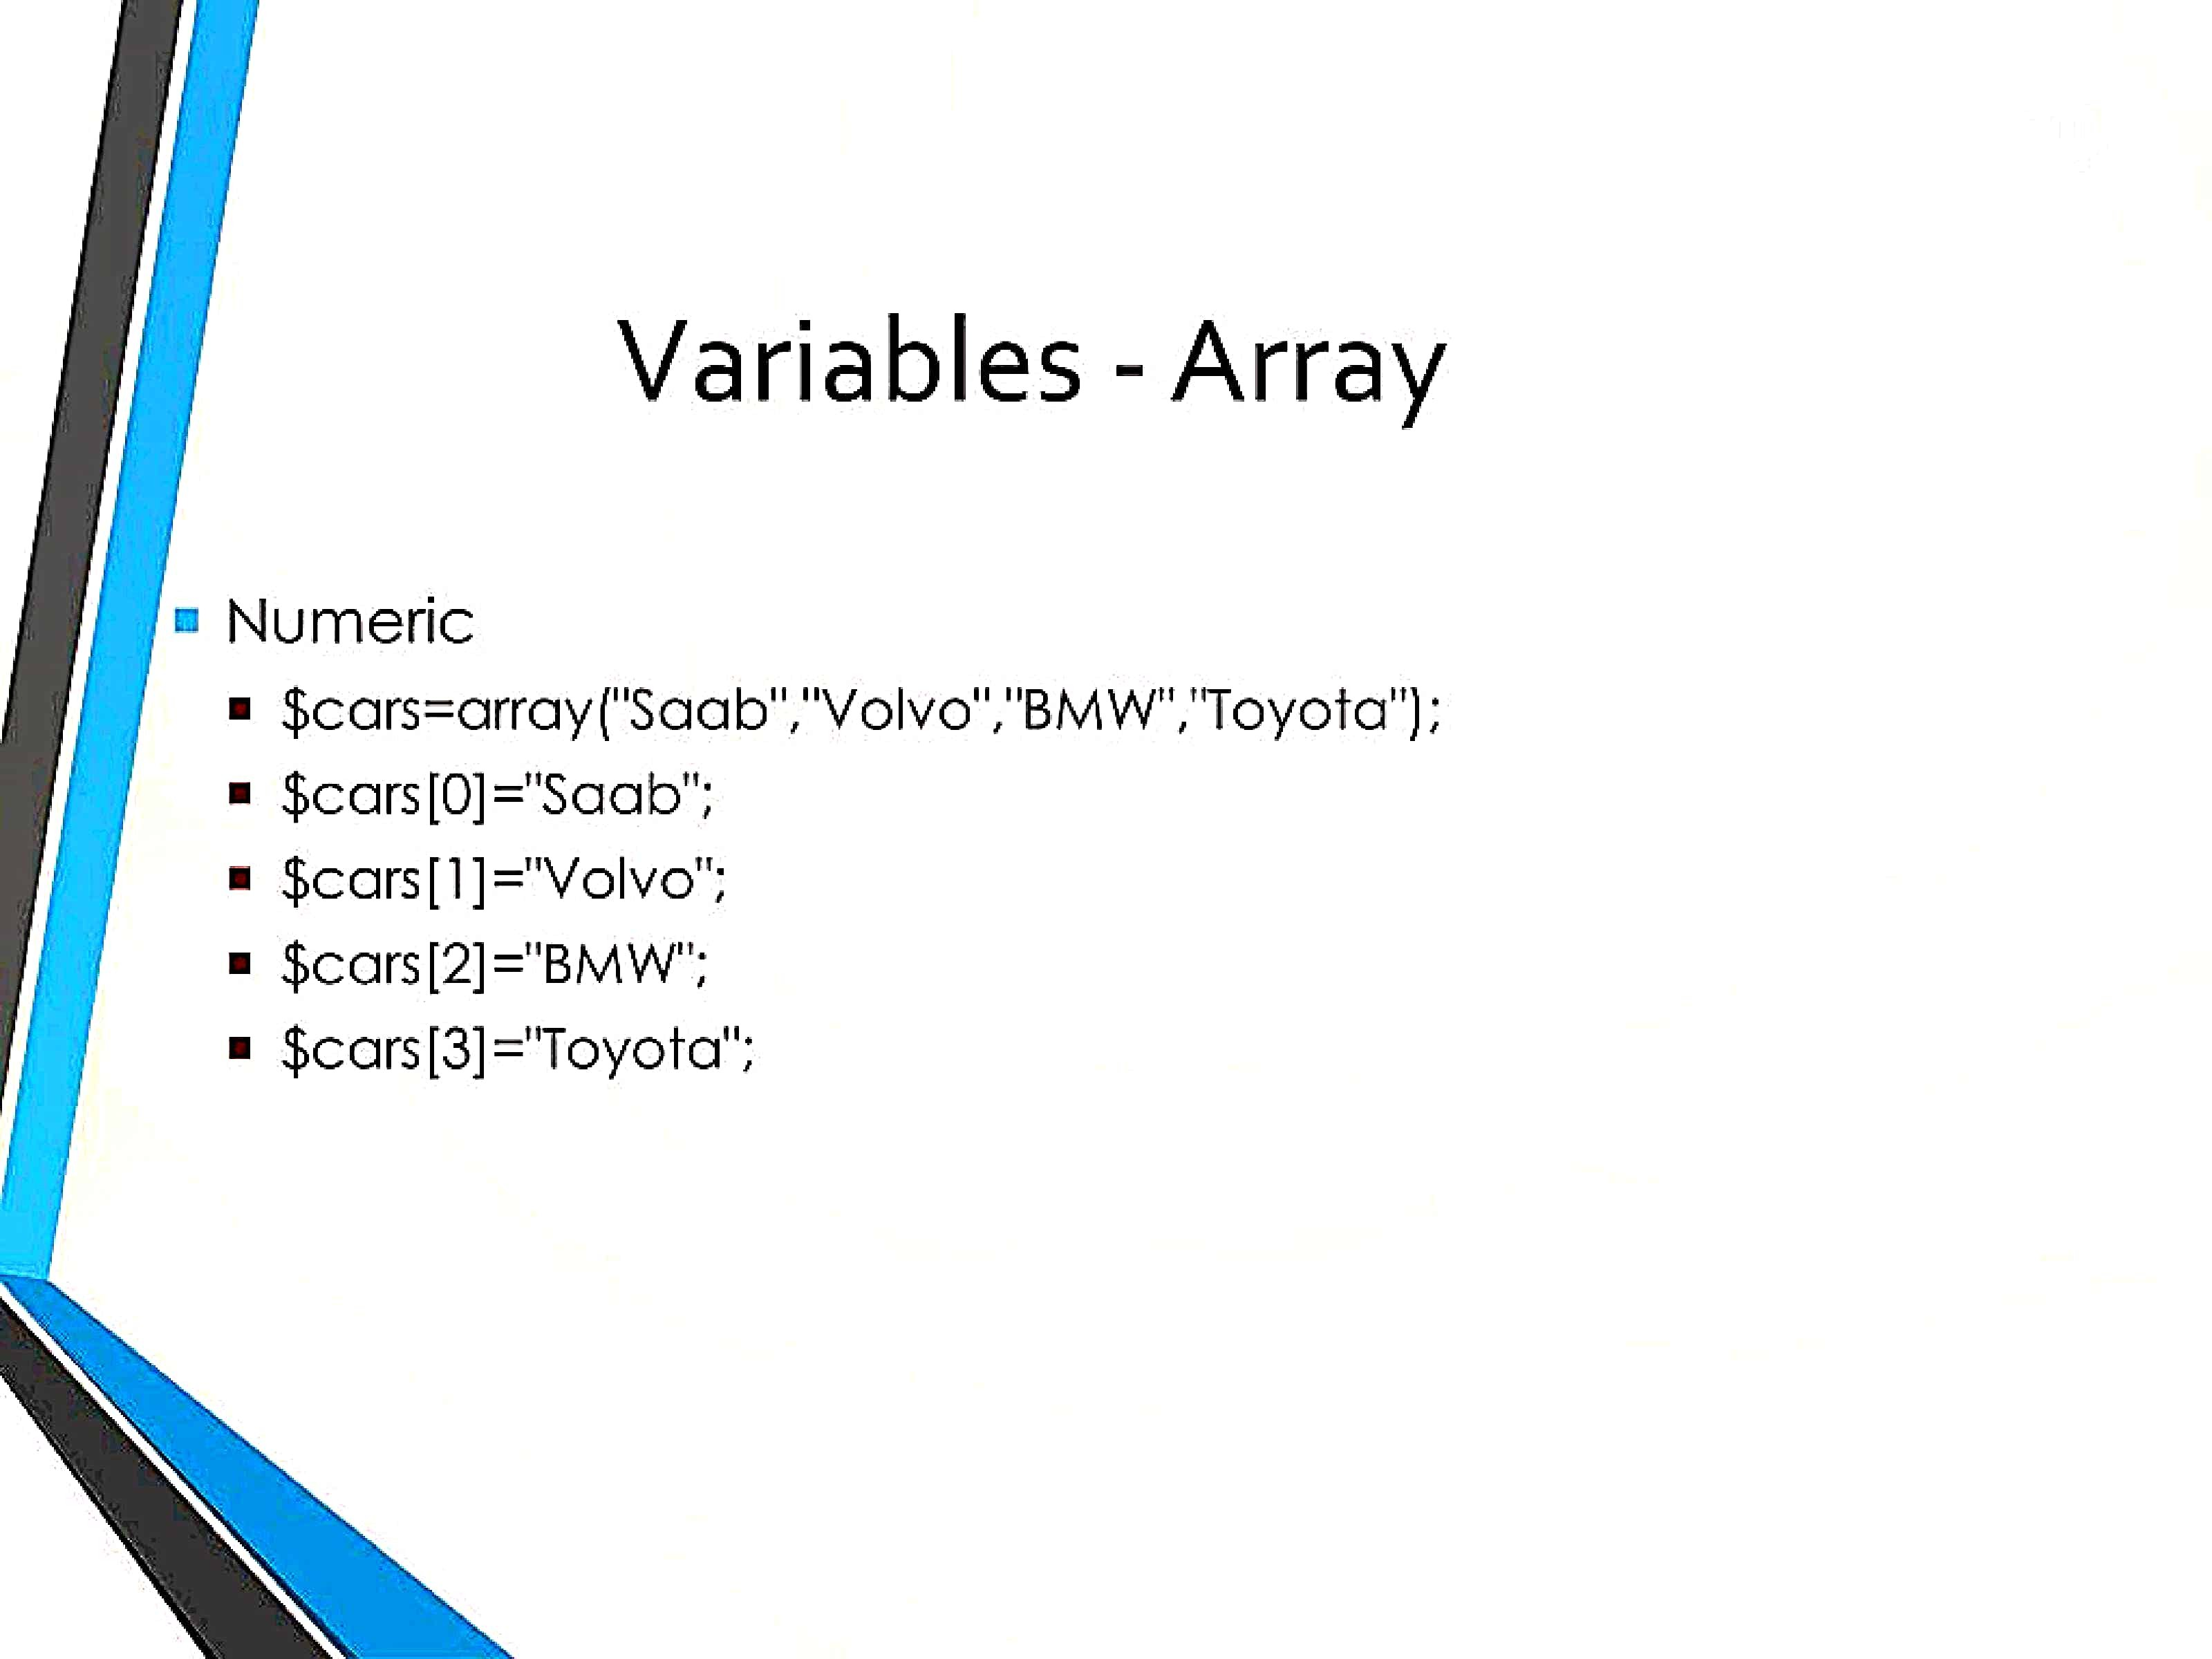 Variables - Array
Numeric
$cars=array("Saab","Volvo","BMW","Toyota");
$cars[0]="Saab";
$cars[1]="Volvo";
$cars[2]="BMW";
$cars[3]="Toyota";